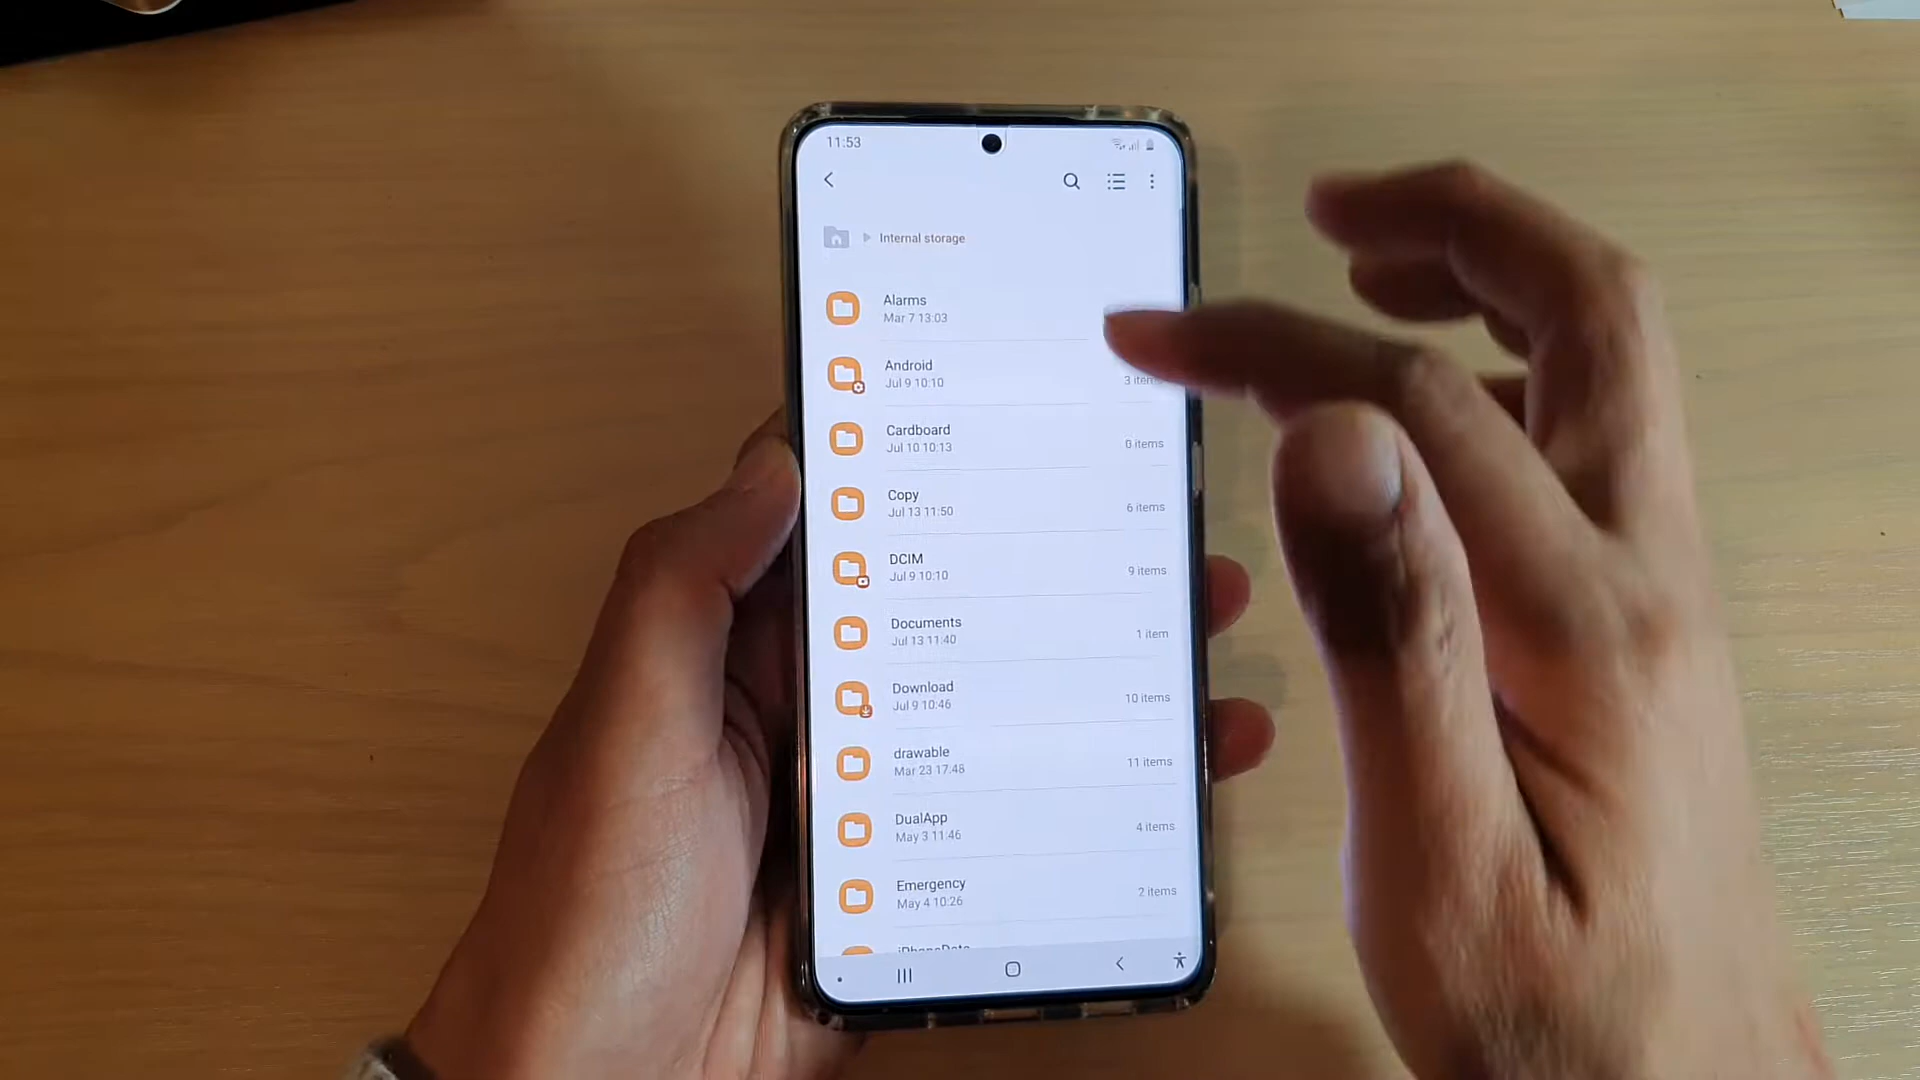 11:53
Internal storage
Alarms
Mar 7 13:03
Android
Jul 9 10:10
3 items
Cardboard
Jul 10 10:13
0 items
Copy
Jul 13 11:50
6 items
DCIM
Jul 9 10:10
9 items
Documents
Jul 13 11:40
1 item
Download
Jul 9 10:46
10 items
drawable
Mar 23 17:48
11 items
DualApp
May 3 11:46
4 items
Emergency
May 4 10:26
2 items